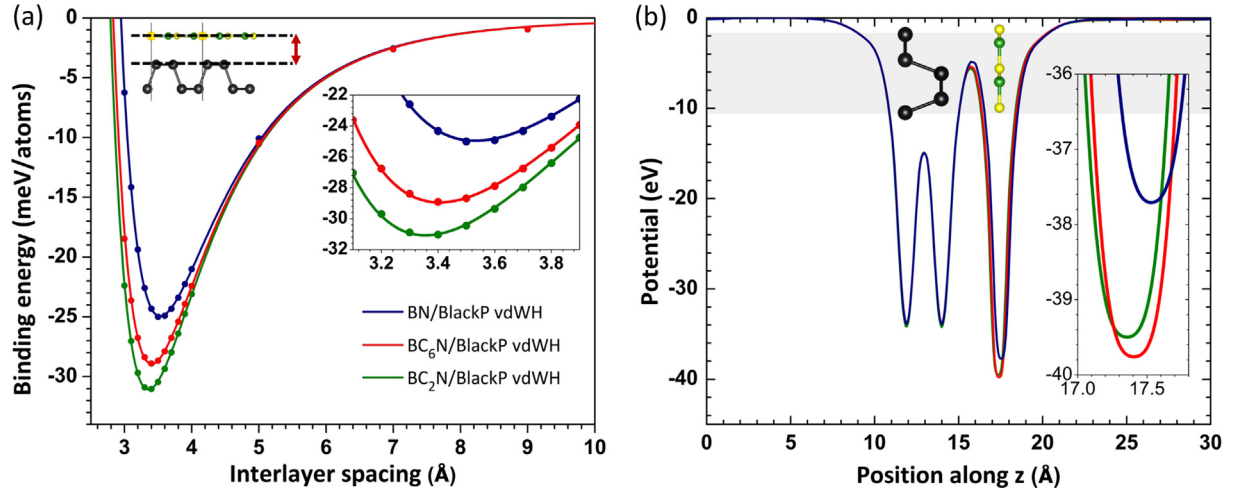 (a)
0
-5
-10
-15
-20
-25
-30
Binding energy (meV/atoms)
3 4 5 6 7 8 9 10
Interlayer spacing (Å)
-22
-24
-26
-28
-30
-32
3.2 3.4 3.6 3.8
BN/BlackP vdWH
BC₆N/BlackP vdWH
BC₂N/BlackP vdWH
(b)
0
-10
-20
-30
-40
Potential (eV)
0 5 10 15 20 25 30
Position along z (Å)
-36
-37
-38
-39
-40
17.0 17.5